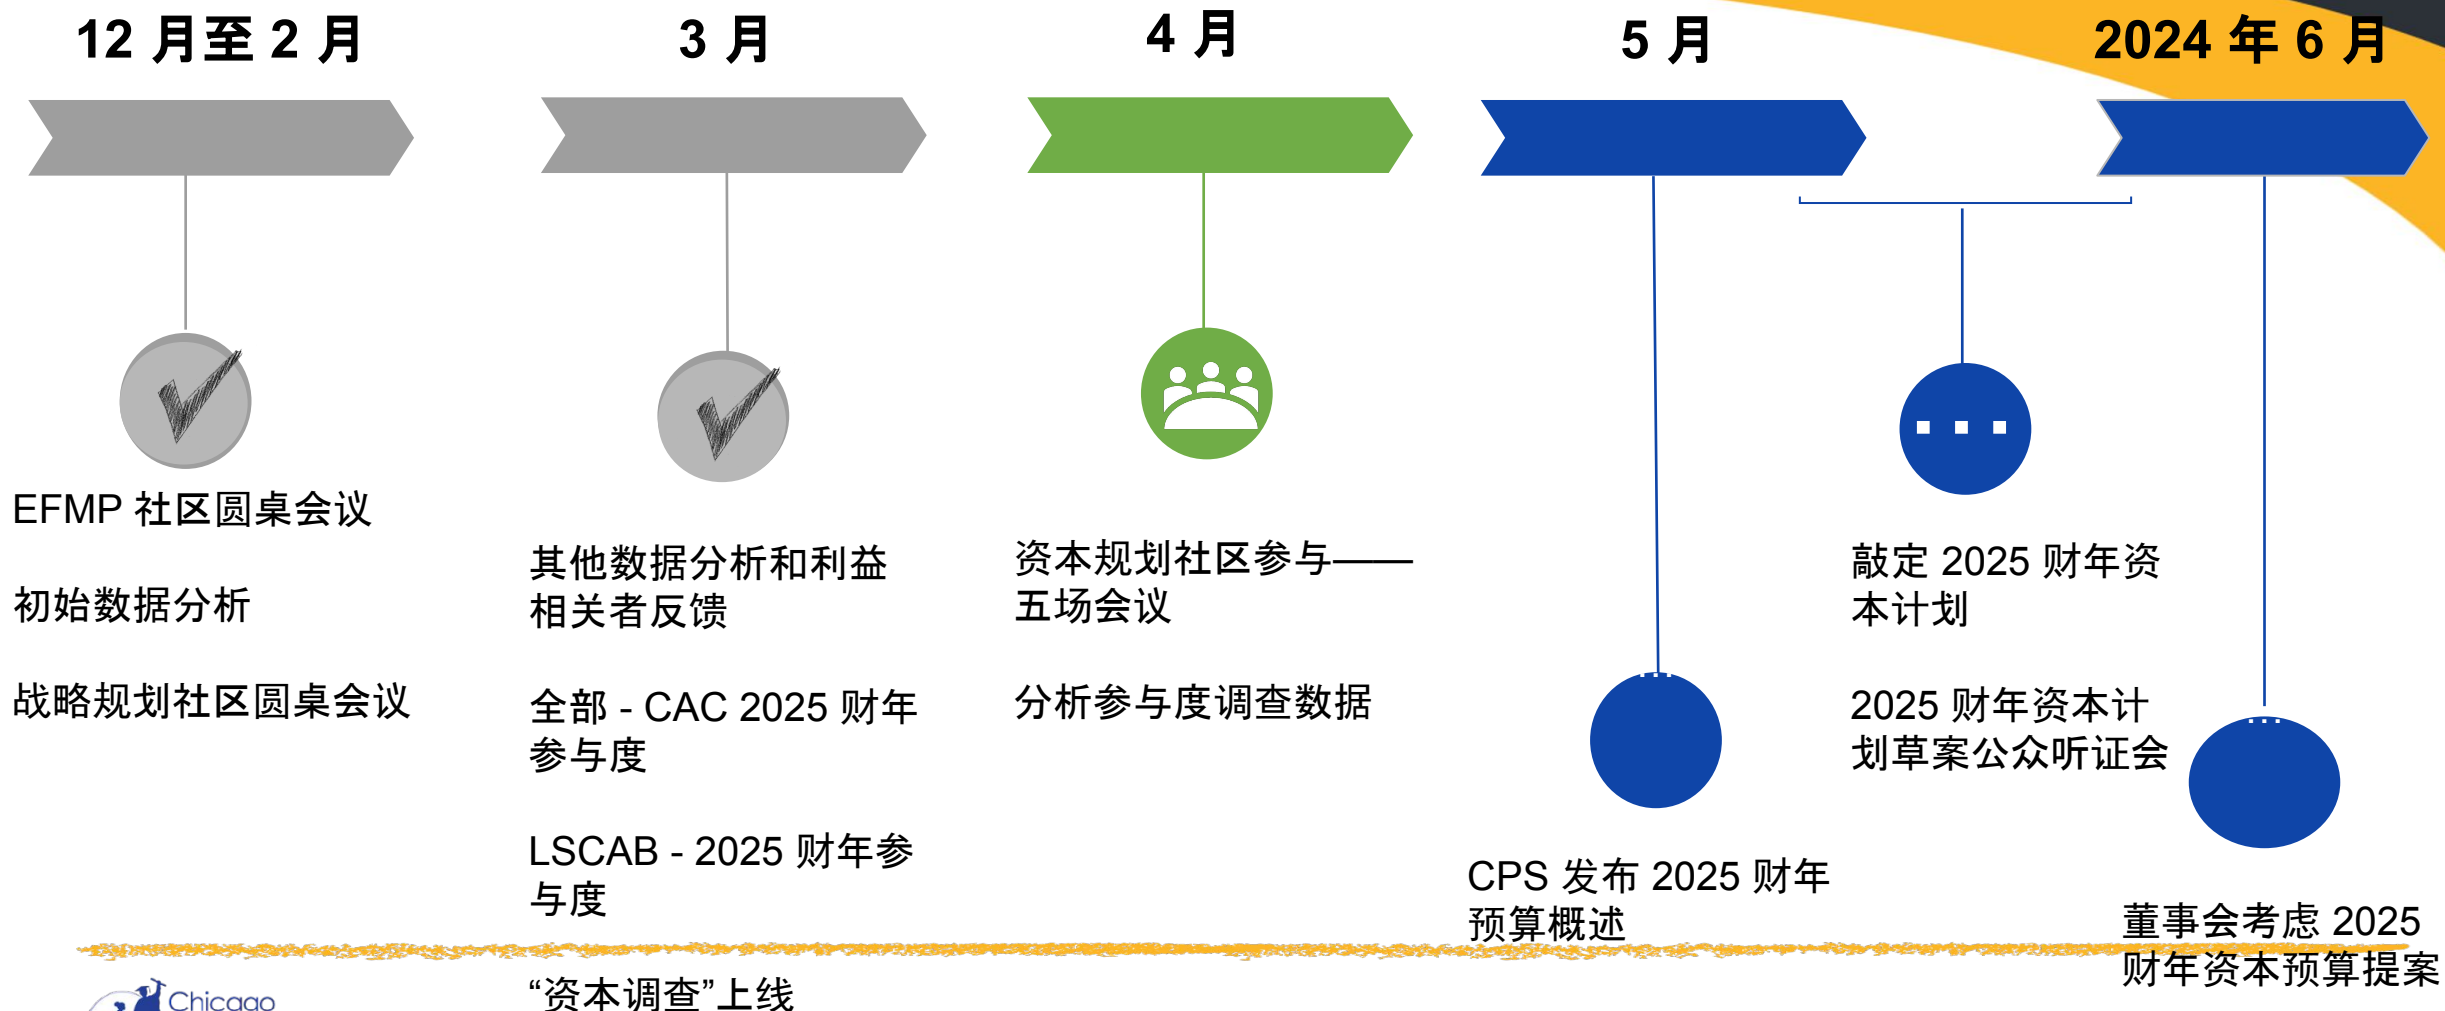 12 月至 2 月
3 月
4 月
5 月
2024 年 6 月
EFMP 社区圆桌会议
初始数据分析
战略规划社区圆桌会议
其他数据分析和利益
相关者反馈
全部 - CAC 2025 财年
参与度
LSCAB - 2025 财年参
与度
“资本调查”上线
资本规划社区参与——
五场会议
分析参与度调查数据
CPS 发布 2025 财年
预算概述
敲定 2025 财年资
本计划
2025 财年资本计
划草案公众听证会
董事会考虑 2025
财年资本预算提案
Chicago